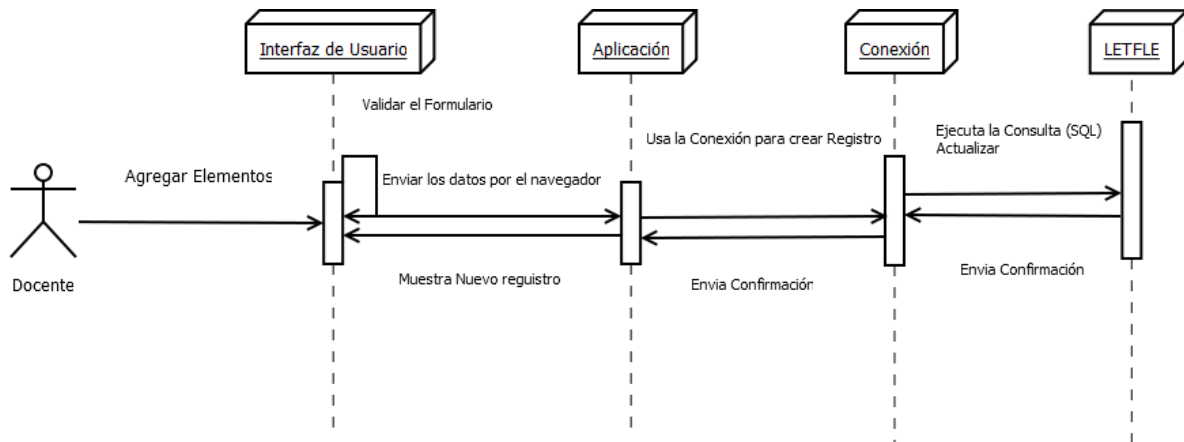 Interfaz de Usuario
Aplicación
Conexión
LETFLE
Validar el Formulario
Usa la Conexión para crear Registro
Ejecuta la Consulta (SQL)
Actualizar
Agregar Elementos
Enviar los datos por el navegador
Docente
Muestra Nuevo reguistro
Envia Confirmación
Envia Confirmación